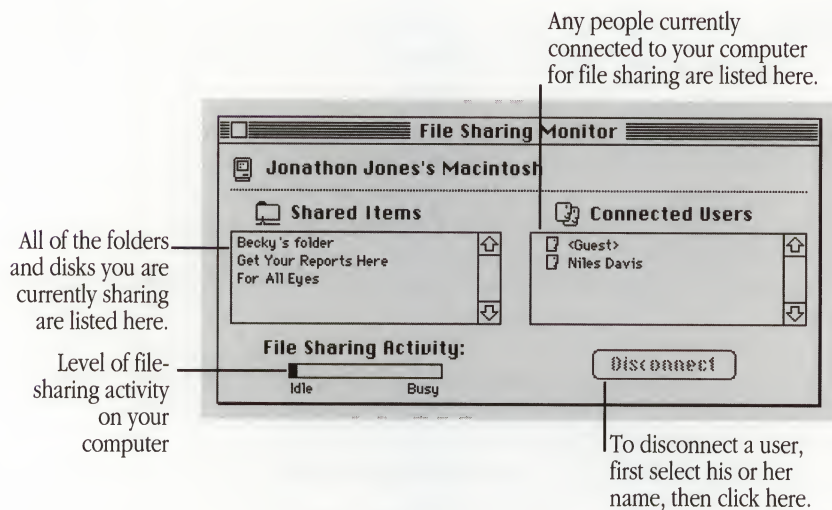 Any people currently
connected to your computer
for file sharing are listed here.
File Sharing Monitor
Jonathon Jones's Macintosh
Shared Items
Connected Users
All of the folders
and disks you are
currently sharing
are listed here.
Becky's folder
Get Your Reports Here
For All Eyes
<Guest>
Niles Davis
File Sharing Activity:
Idle
Busy
Disconnect
Level of file-
sharing activity
on your
computer
To disconnect a user,
first select his or her
name, then click here.